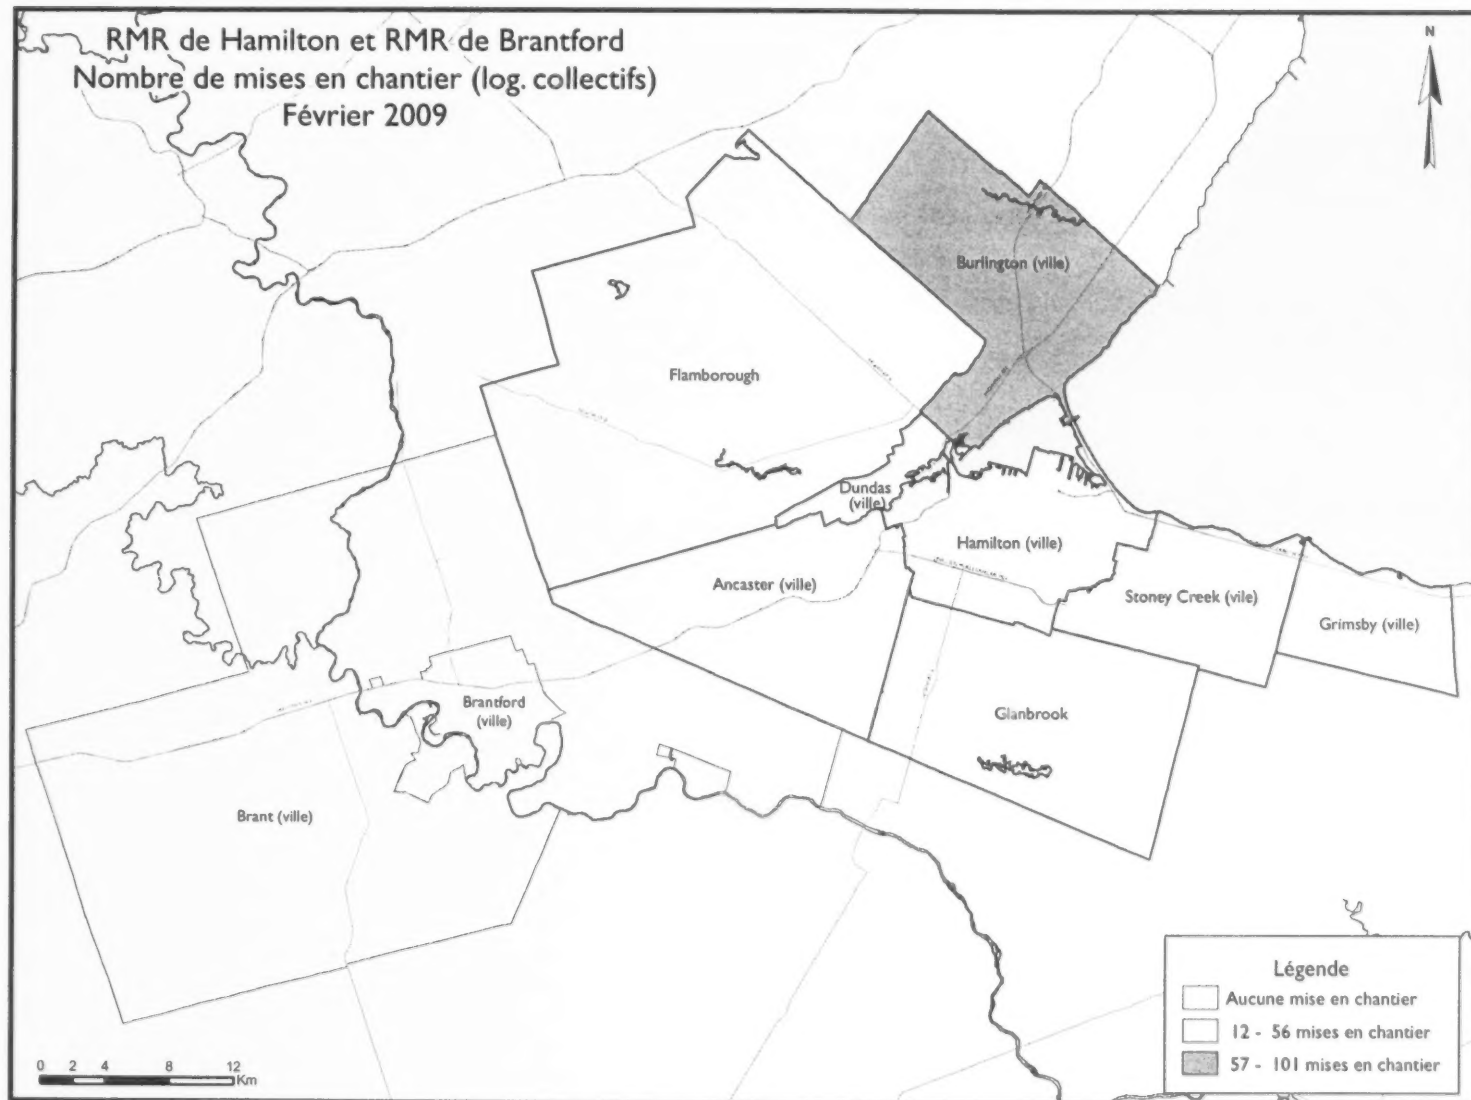 RMR de Hamilton et RMR de Brantford
Nombre de mises en chantier (log. collectifs)
Février 2009
N
Burlington (ville)
Flamborough
Dundas
(ville)
Hamilton (ville)
Ancaster (ville)
Stoney Creek (vile)
Grimsby (ville)
Brantford
(ville)
Glanbrook
Brant (ville)
Légende
Aucune mise en chantier
12 - 56 mises en chantier
57 - 101 mises en chantier
0 2 4 8 12
Km